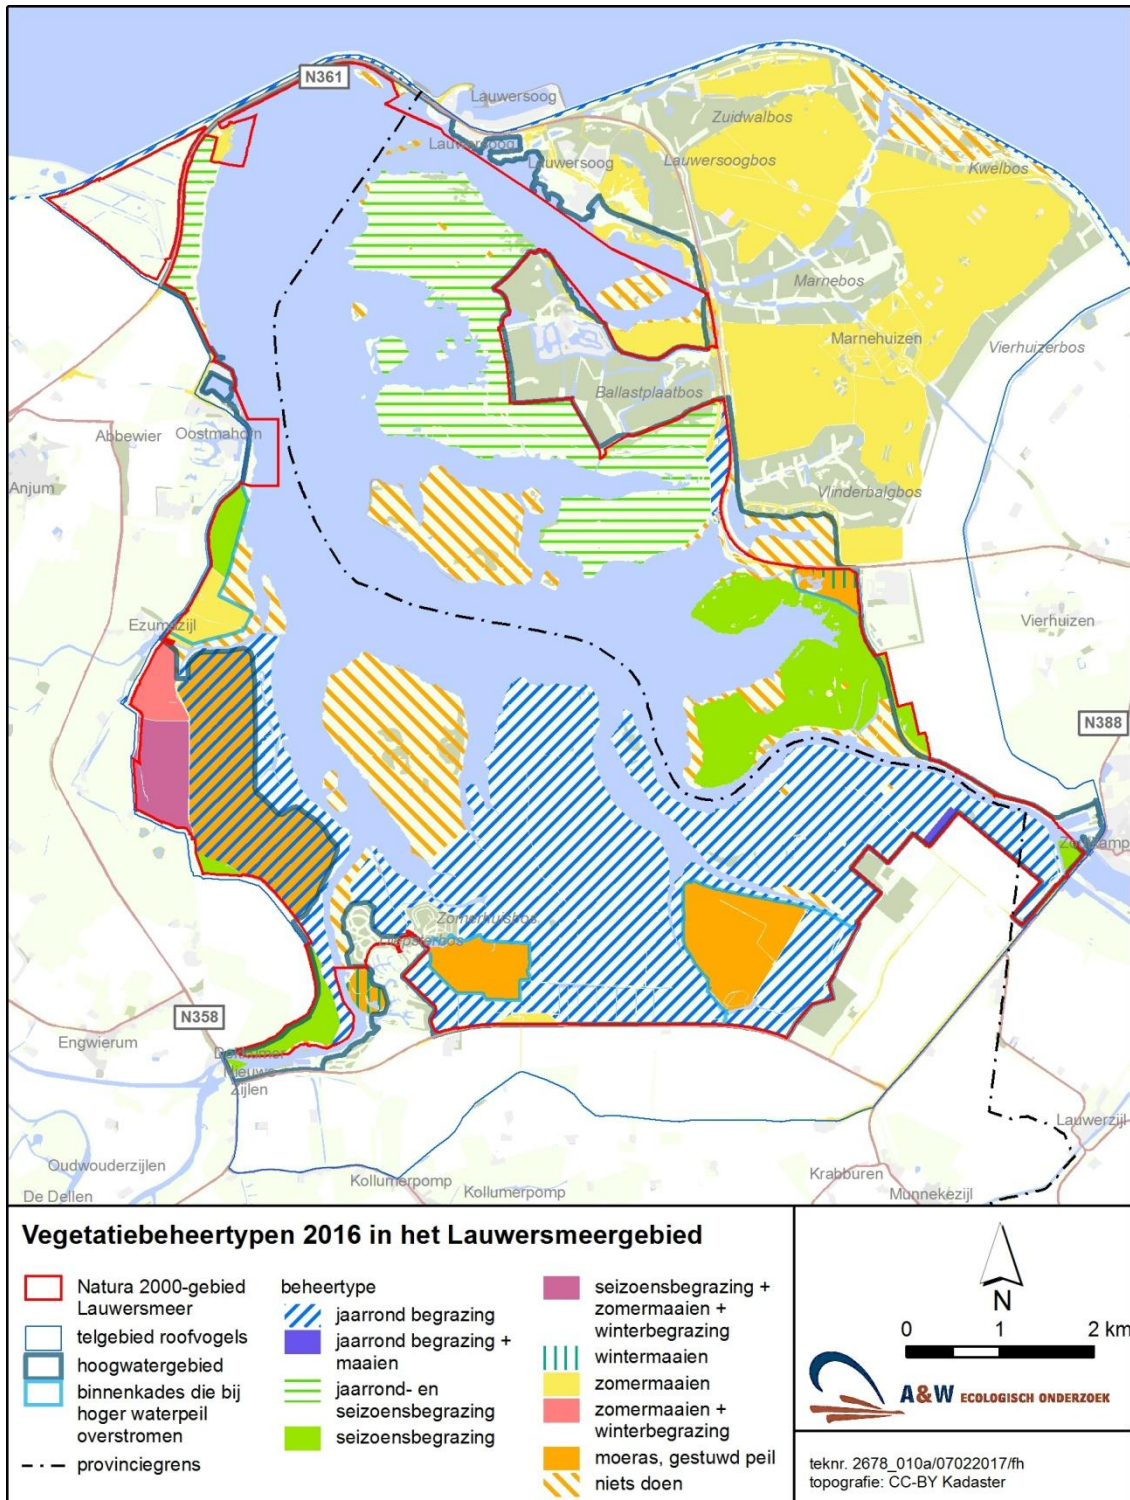 N361
Lauwersoog
Lauwersoog
Lauwersoog
Zuidwalbos
Lauwersoogbos
Kwelbos
Marnebos
Marnehuizen
Vierhuizerbos
Ballastplaatbos
Abbewier
Oostmahorn
Anjum
Vlinderbalgbos
Ezumazijl
Vierhuizen
N388
Zomerhuisbos
N358
Engwierum
Dokkumer
Nieuwe
Zijlen
Lauwerzijl
Oudwouderzijlen
Kollumerpomp
Krabburen
De Dellen
Kollumerpomp
Munnekezijl
Vegetatiebeheertypen 2016 in het Lauwersmeergebied
Natura 2000-gebied
Lauwersmeer
telgebied roofvogels
hoogwatergebied
binnenkades die bij
hoger waterpeil
overstromen
provinciegrens
beheertype
jaarrond begrazing
jaarrond begrazing +
maaien
jaarrond- en
seizoensbegrazing
seizoensbegrazing
seizoensbegrazing +
zomermaaien +
winterbegrazing
wintermaaien
zomermaaien
zomermaaien +
winterbegrazing
moeras, gestuwd peil
niets doen
N
0 1 2 km
A&W ECOLOGISCH ONDERZOEK
teknr. 2678_010a/07022017/fh
topografie: CC-BY Kadaster